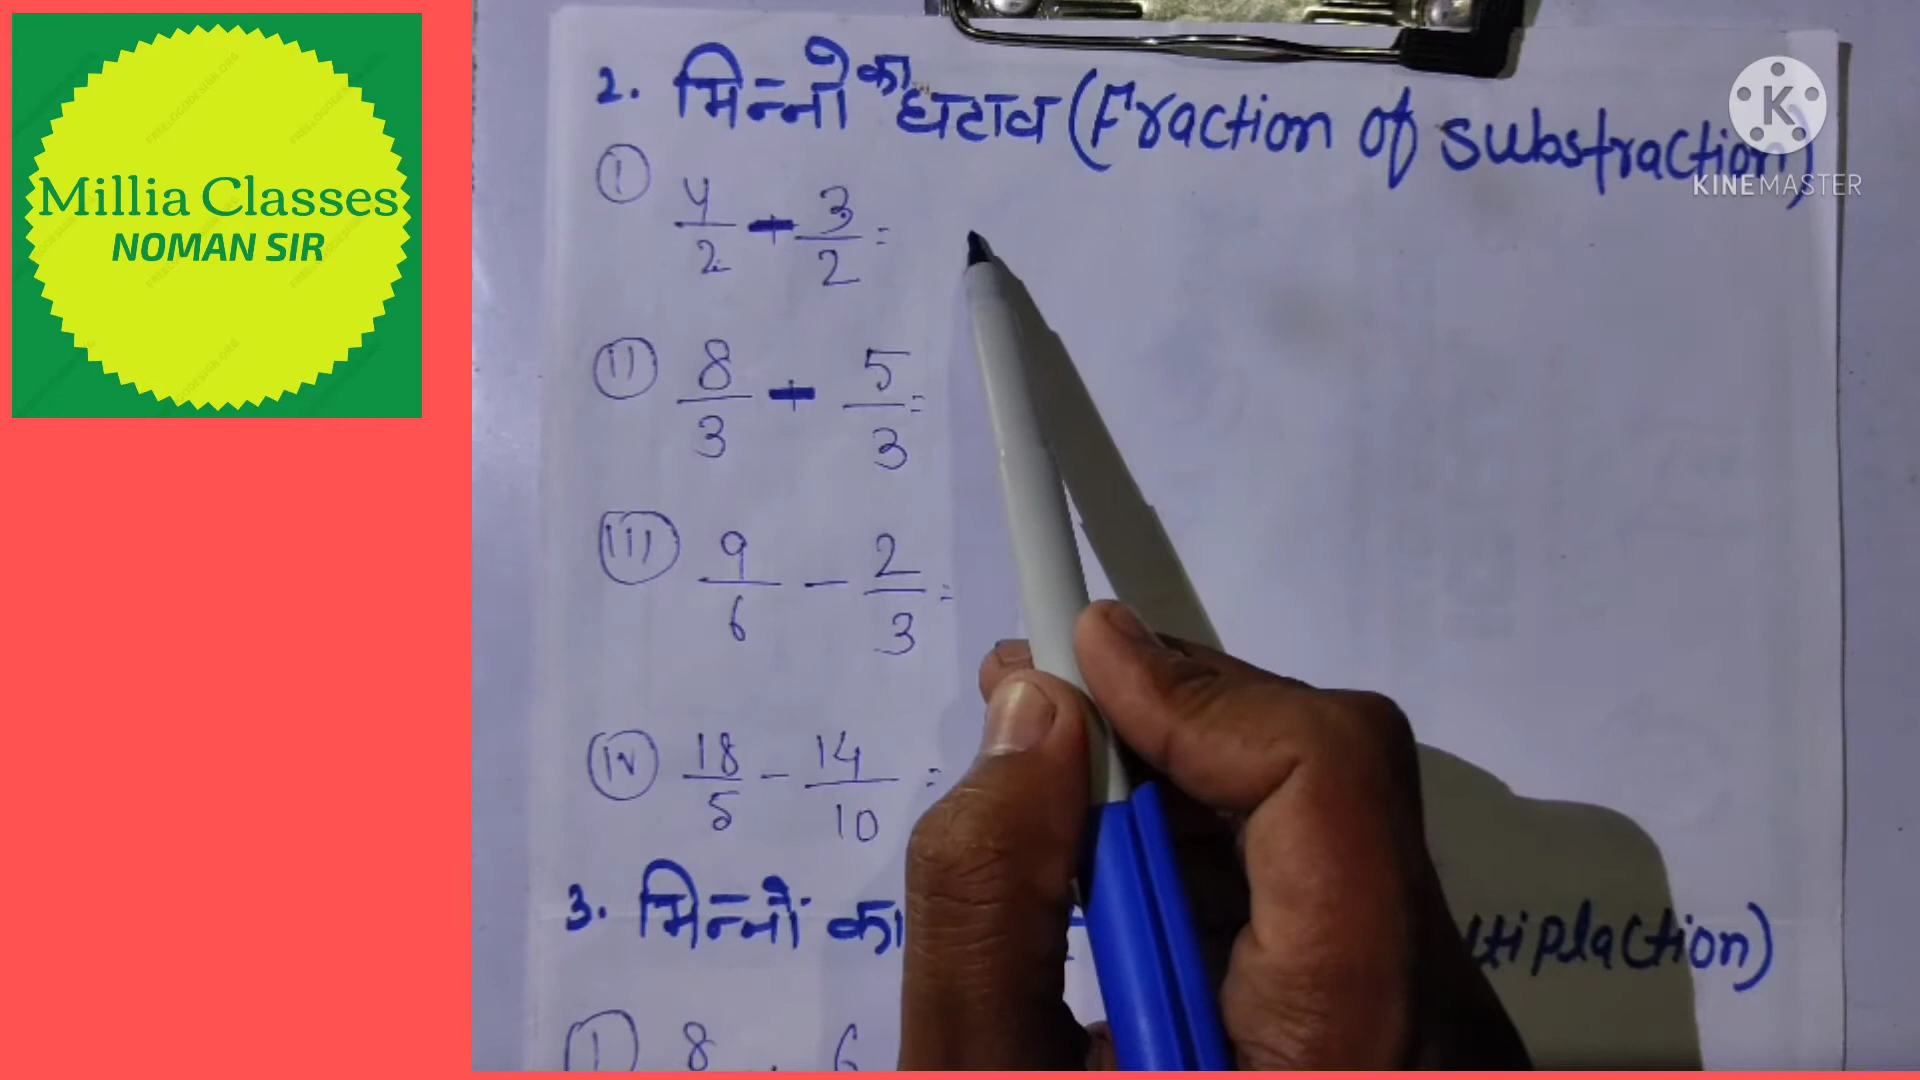 Millia Classes
NOMAN SIR
K
KINEMASTER
2. भिन्नो का घटाव (Fraction of substraction)
(i) 4/2 - 3/2 =
(ii) 8/3 - 5/3 =
(iii) 9/6 - 2/3 =
(iv) 18/5 - 14/10 =
3. भिन्नों का
(i) 8 6